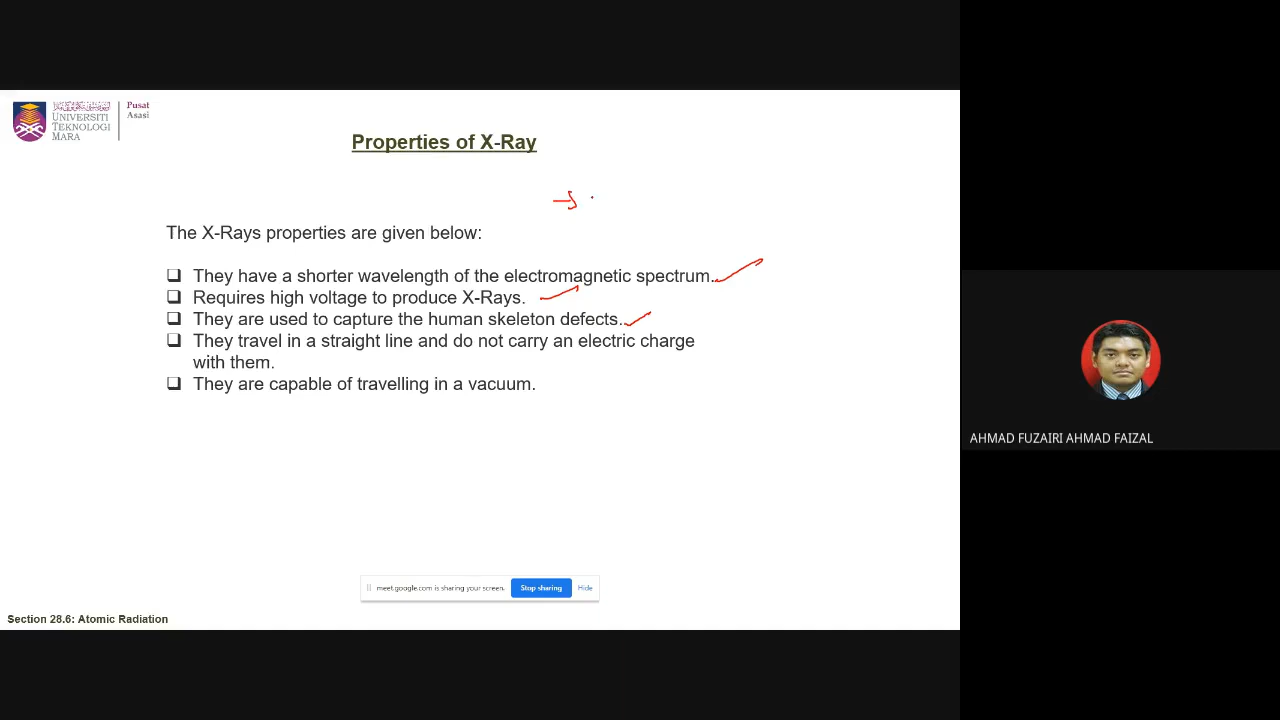 UNIVERSITI
TEKNOLOGI
MARA
Pusat
Asasi
Properties of X-Ray
The X-Rays properties are given below:
❑ They have a shorter wavelength of the electromagnetic spectrum.
❑ Requires high voltage to produce X-Rays.
❑ They are used to capture the human skeleton defects.
❑ They travel in a straight line and do not carry an electric charge
with them.
❑ They are capable of travelling in a vacuum.
meet.google.com is sharing your screen. Stop sharing Hide
Section 28.6: Atomic Radiation
AHMAD FUZAIRI AHMAD FAIZAL